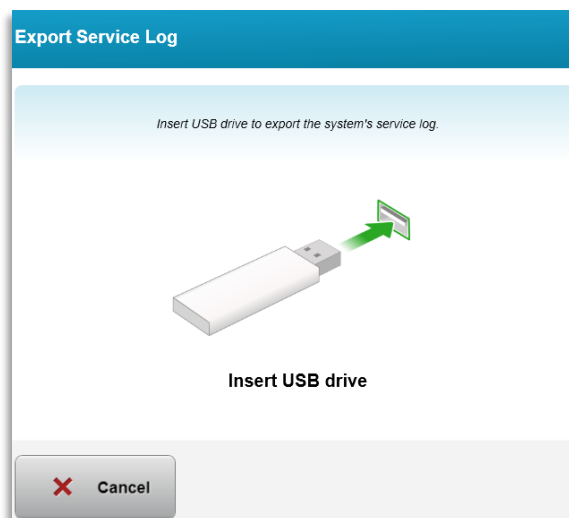 Export Service Log
Insert USB drive to export the system's service log.
Insert USB drive
Cancel